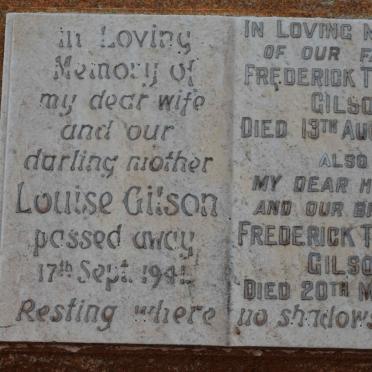 In Loving
Memory of
my dear wife
and our
darling mother
Louise Gilson
passed away
17th Sept. 194
Resting where no shadows
IN LOVING
OF OUR
FREDERICK T
GILSO
DIED 13TH AU
ALSO
MY DEAR H
AND OUR
FREDERICK T
GILSO
DIED 20TH M